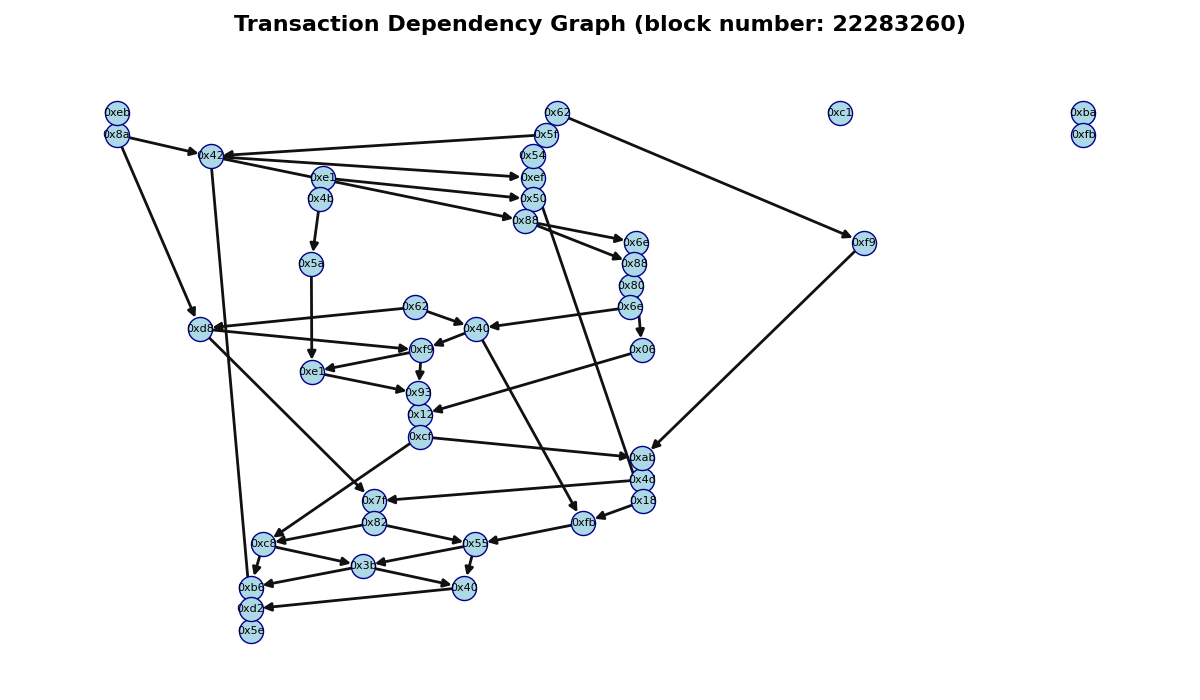 Transaction Dependency Graph (block number: 22283260)
0xeb
0x62
0xc1
0xba
0x8a
0x5f
0xfb
0x42
0x54
0xe1
0xef
0x4b
0x50
0x88
0x6e
0xf9
0x5a
0x88
0x80
0x62
0x6e
0xd8
0x40
0xf9
0x06
0xe1
0x93
0x12
0xcf
0xab
0x4d
0x7f
0x18
0x82
0xfb
0xc8
0x55
0x3b
0xb6
0x40
0xd2
0x5e